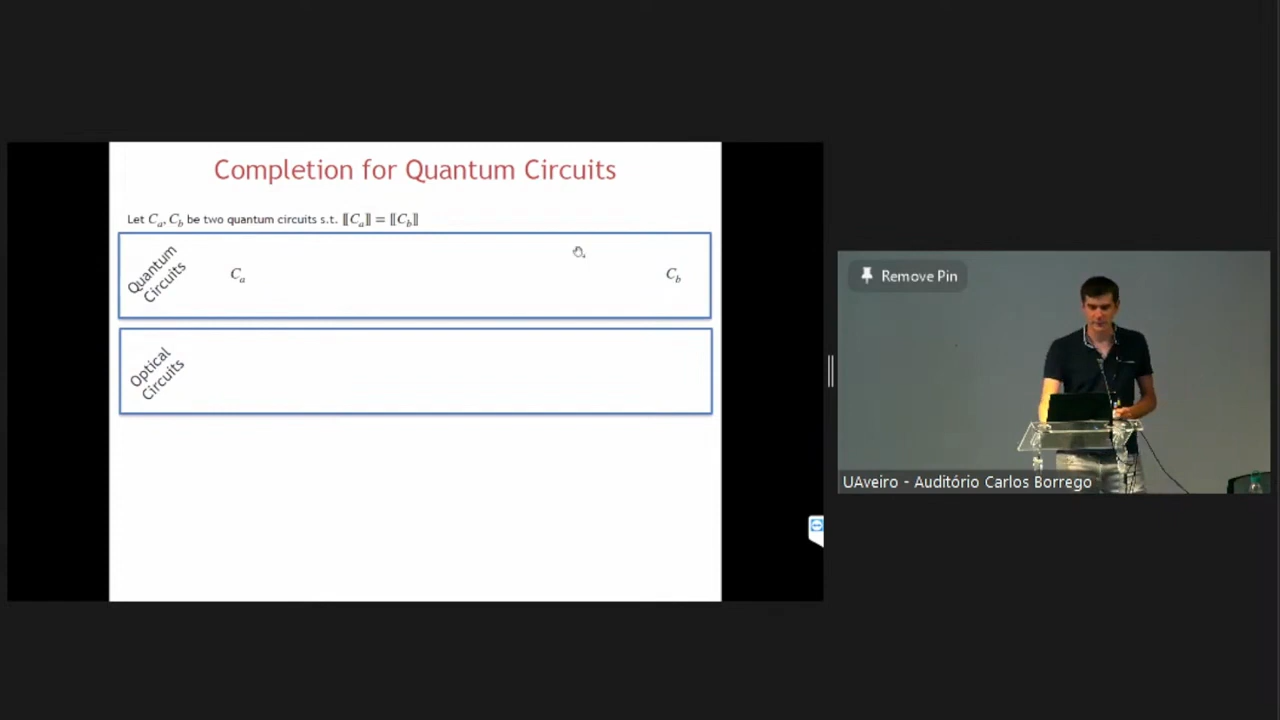 Completion for Quantum Circuits
Let Cₐ, C_b be two quantum circuits s.t. ⟦Cₐ⟧ = ⟦C_b⟧
Quantum
Circuits
Cₐ
C_b
Optical
Circuits
Remove Pin
UAveiro - Auditório Carlos Borrego